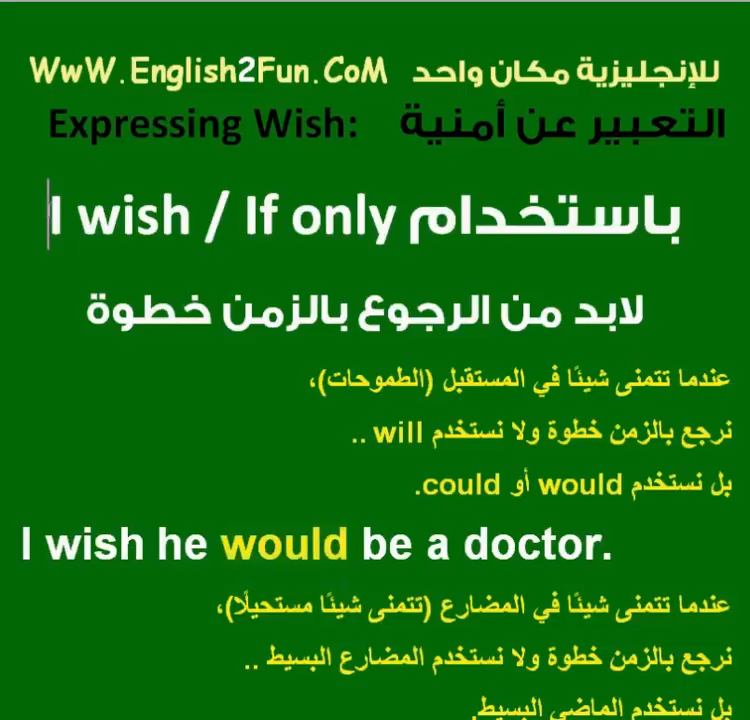 WwW.English2Fun.CoM للإنجليزية مكان واحد
Expressing Wish: التعبير عن أمنية
باستخدام I wish / If only
لابد من الرجوع بالزمن خطوة
عندما تتمنى شيئًا في المستقبل (الطموحات)،
نرجع بالزمن خطوة ولا نستخدم will ..
بل نستخدم would أو could.
I wish he would be a doctor.
عندما تتمنى شيئًا في المضارع (تتمنى شيئًا مستحيلًا)،
نرجع بالزمن خطوة ولا نستخدم المضارع البسيط ..
بل نستخدم الماضي البسيط.